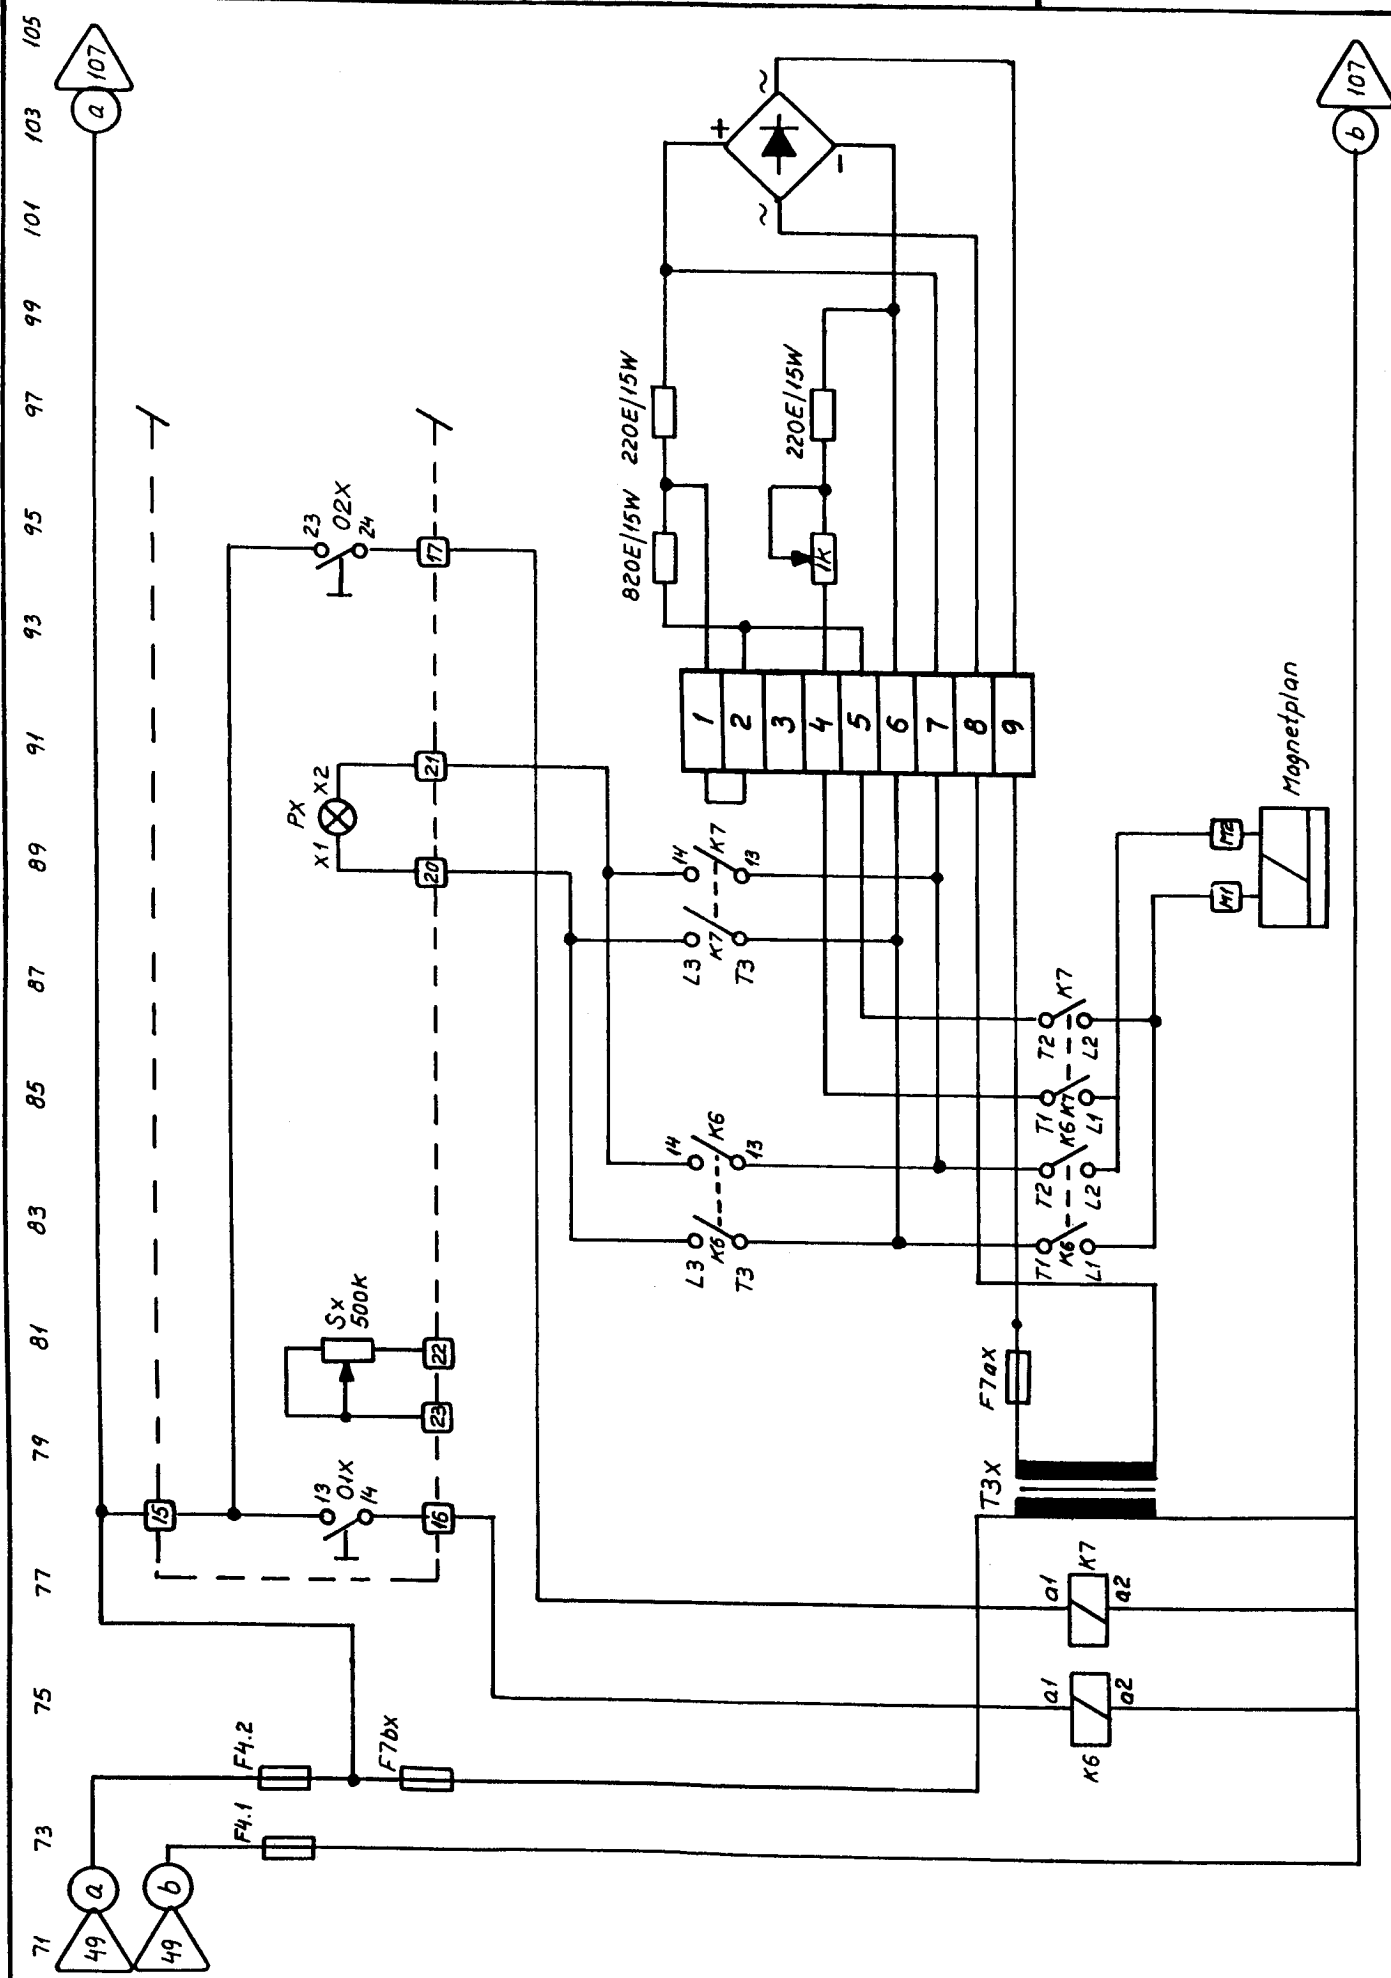 71 73 75 77 79 81 83 85 87 89 91 93 95 97 99 101 103 105
49 a
a 107
49 b
b 107
F4.2
F4.1
F7bx
15
13
O1X
14
16
Sx
500K
23
22
PX
X1 X2
20
21
23
O2X
24
17
L3 14
K6 K6
T3 13
L3 14
K7 K7
T3 13
820E/15W 220E/15W
220E/15W
1K
+
-
~ ~
1
2
3
4
5
6
7
8
9
K6 a1
a2
a1 K7
a2
T3X
F7ax
T1 T2 T1 T2
K6 K6 K7 K7
L1 L2 L1 L2
M1 M2
Magnetplan